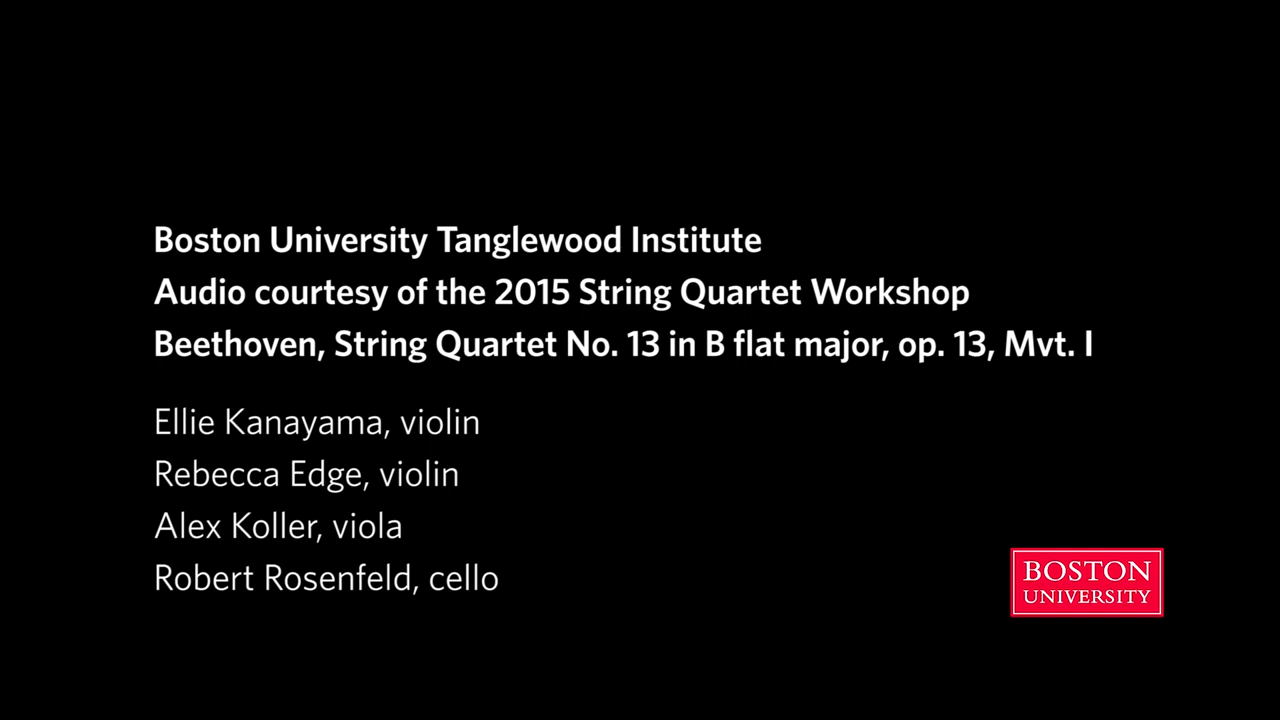 Boston University Tanglewood Institute
Audio courtesy of the 2015 String Quartet Workshop
Beethoven, String Quartet No. 13 in B flat major, op. 13, Mvt. I
Ellie Kanayama, violin
Rebecca Edge, violin
Alex Koller, viola
Robert Rosenfeld, cello
BOSTON
UNIVERSITY